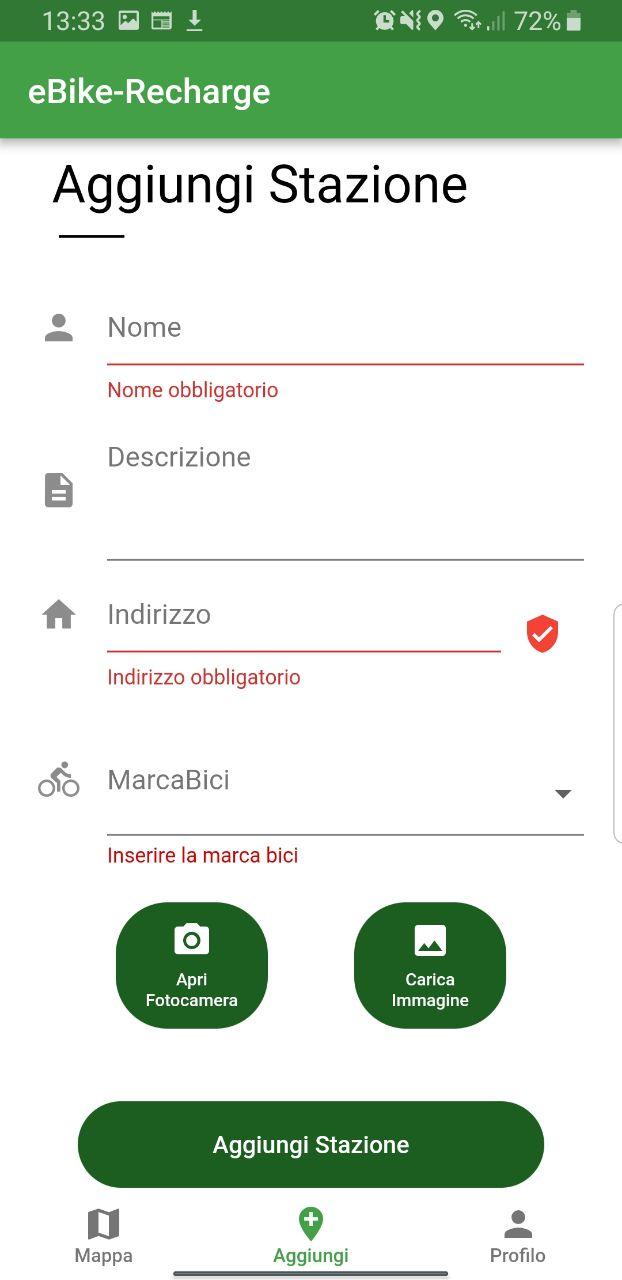 13:33 72%
eBike-Recharge
Aggiungi Stazione
Nome
Nome obbligatorio
Descrizione
Indirizzo
Indirizzo obbligatorio
MarcaBici
Inserire la marca bici
Apri
Fotocamera
Carica
Immagine
Aggiungi Stazione
Mappa Aggiungi Profilo